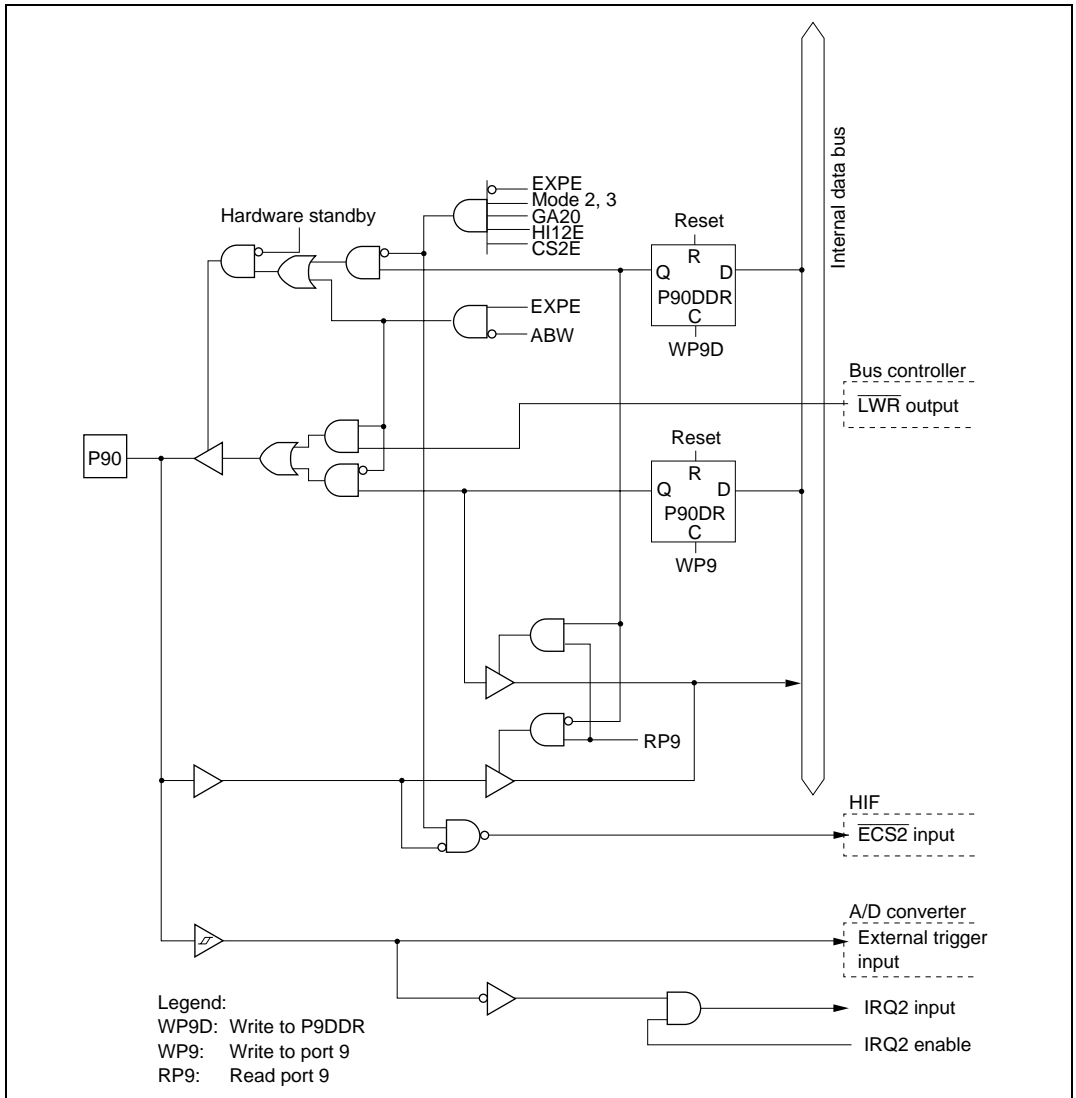 EXPE
Mode 2, 3
GA20
HI12E
CS2E
Hardware standby
Reset
R
Q D
P90DDR
C
WP9D
Internal data bus
EXPE
ABW
Bus controller
LWR output
P90
Reset
R
Q D
P90DR
C
WP9
RP9
HIF
ECS2 input
A/D converter
External trigger
input
IRQ2 input
IRQ2 enable
Legend:
WP9D: Write to P9DDR
WP9: Write to port 9
RP9: Read port 9